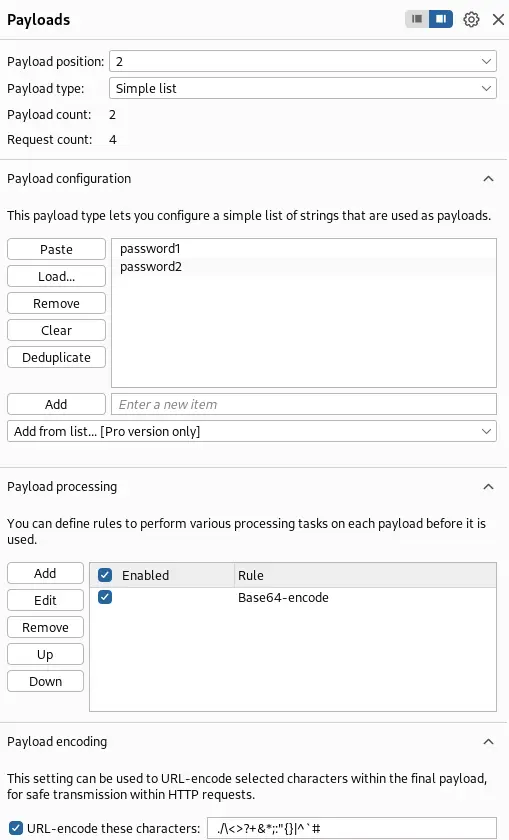 Payloads
Payload position: 2
Payload type: Simple list
Payload count: 2
Request count: 4
Payload configuration
This payload type lets you configure a simple list of strings that are used as payloads.
Paste
Load...
Remove
Clear
Deduplicate
password1
password2
Add
Enter a new item
Add from list... [Pro version only]
Payload processing
You can define rules to perform various processing tasks on each payload before it is
used.
Add
Edit
Remove
Up
Down
Enabled
Rule
Base64-encode
Payload encoding
This setting can be used to URL-encode selected characters within the final payload,
for safe transmission within HTTP requests.
URL-encode these characters: ./\<>?+&*;:"{}|^`#